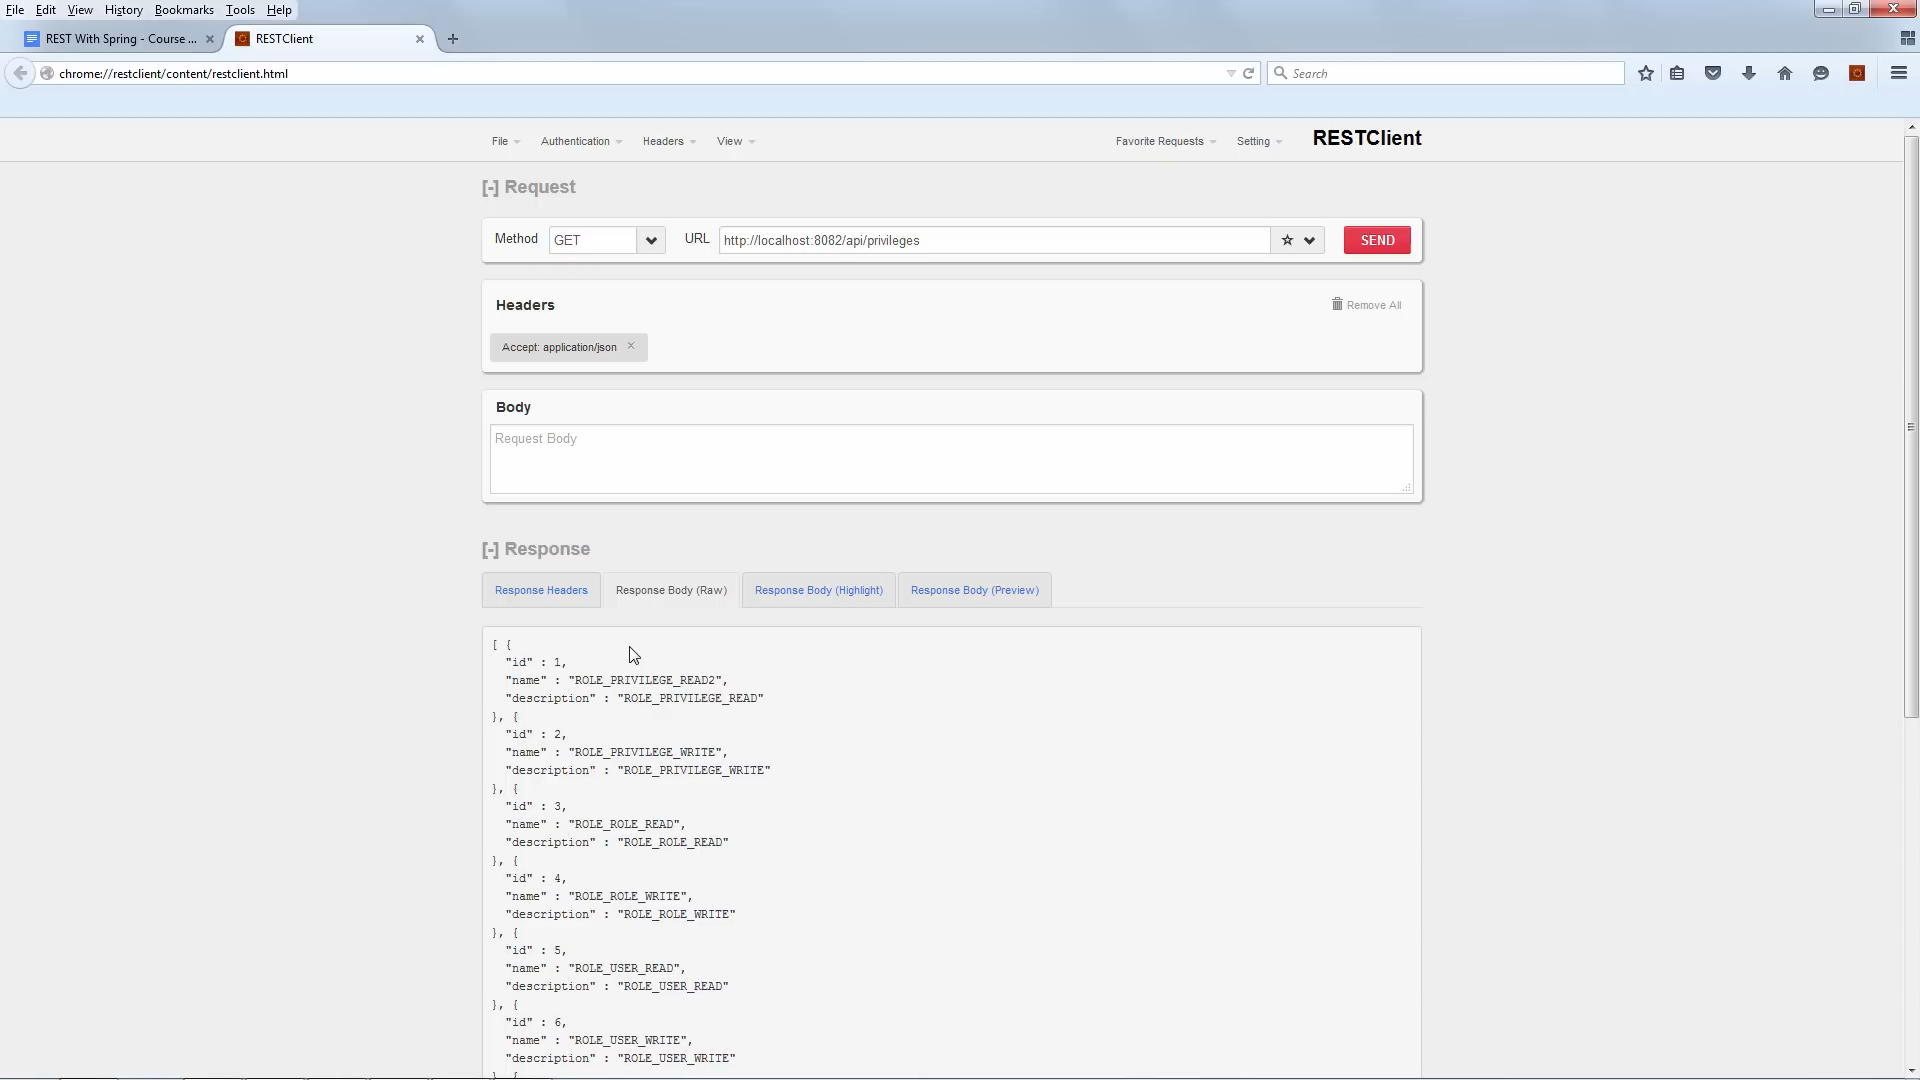 File Edit View History Bookmarks Tools Help
REST With Spring - Course ... RESTClient
chrome://restclient/content/restclient.html Search
File Authentication Headers View Favorite Requests Setting RESTClient
[-] Request
Method GET URL http://localhost:8082/api/privileges SEND
Headers Remove All
Accept: application/json
Body
Request Body
[-] Response
Response Headers Response Body (Raw) Response Body (Highlight) Response Body (Preview)
[ {
"id" : 1,
"name" : "ROLE_PRIVILEGE_READ2",
"description" : "ROLE_PRIVILEGE_READ"
}, {
"id" : 2,
"name" : "ROLE_PRIVILEGE_WRITE",
"description" : "ROLE_PRIVILEGE_WRITE"
}, {
"id" : 3,
"name" : "ROLE_ROLE_READ",
"description" : "ROLE_ROLE_READ"
}, {
"id" : 4,
"name" : "ROLE_ROLE_WRITE",
"description" : "ROLE_ROLE_WRITE"
}, {
"id" : 5,
"name" : "ROLE_USER_READ",
"description" : "ROLE_USER_READ"
}, {
"id" : 6,
"name" : "ROLE_USER_WRITE",
"description" : "ROLE_USER_WRITE"
}, {